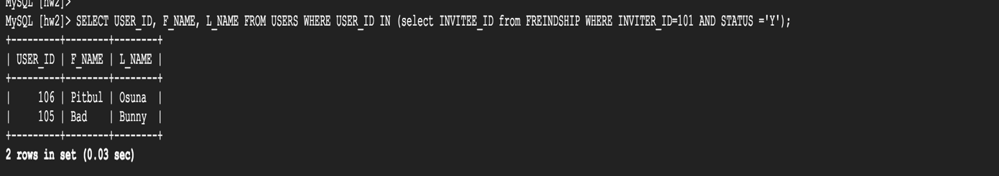 MySQL [hw2]>
MySQL [hw2]> SELECT USER_ID, F_NAME, L_NAME FROM USERS WHERE USER_ID IN (select INVITEE_ID from FREINDSHIP WHERE INVITER_ID=101 AND STATUS ='Y');
+---------+--------+--------+
| USER_ID | F_NAME | L_NAME |
+---------+--------+--------+
|     106 | Pitbul | Osuna  |
|     105 | Bad    | Bunny  |
+---------+--------+--------+
2 rows in set (0.03 sec)